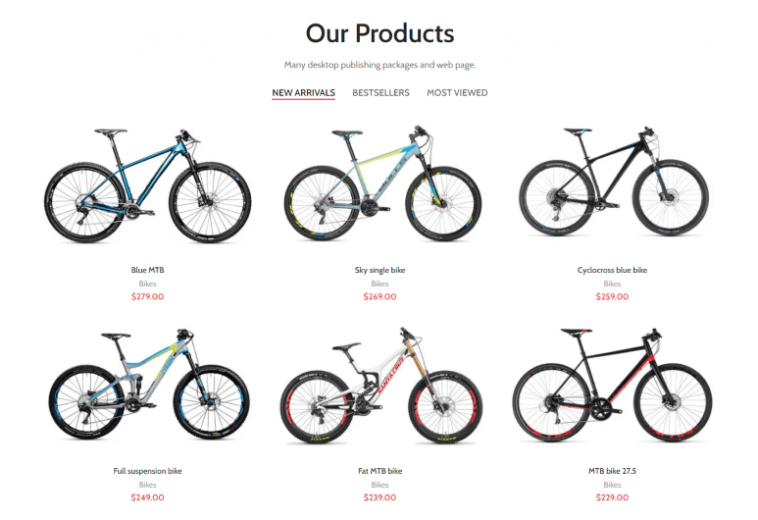 Our Products
Many desktop publishing packages and web page.
NEW ARRIVALS BESTSELLERS MOST VIEWED
Blue MTB
Bikes
$279.00
Sky single bike
Bikes
$269.00
Cyclocross blue bike
Bikes
$259.00
Full suspension bike
Bikes
$249.00
Fat MTB bike
Bikes
$239.00
MTB bike 27.5
Bikes
$229.00